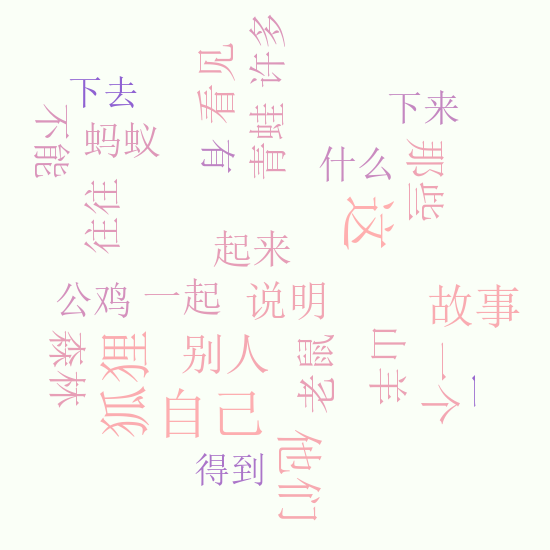 许多
看见
下去
下来
不能
青蛙
蚂蚁
有
什么
那些
往往
这
起来
公鸡
一起
说明
故事
森林
狐狸
别人
老鼠
山羊
一个
一
自己
得到
他们